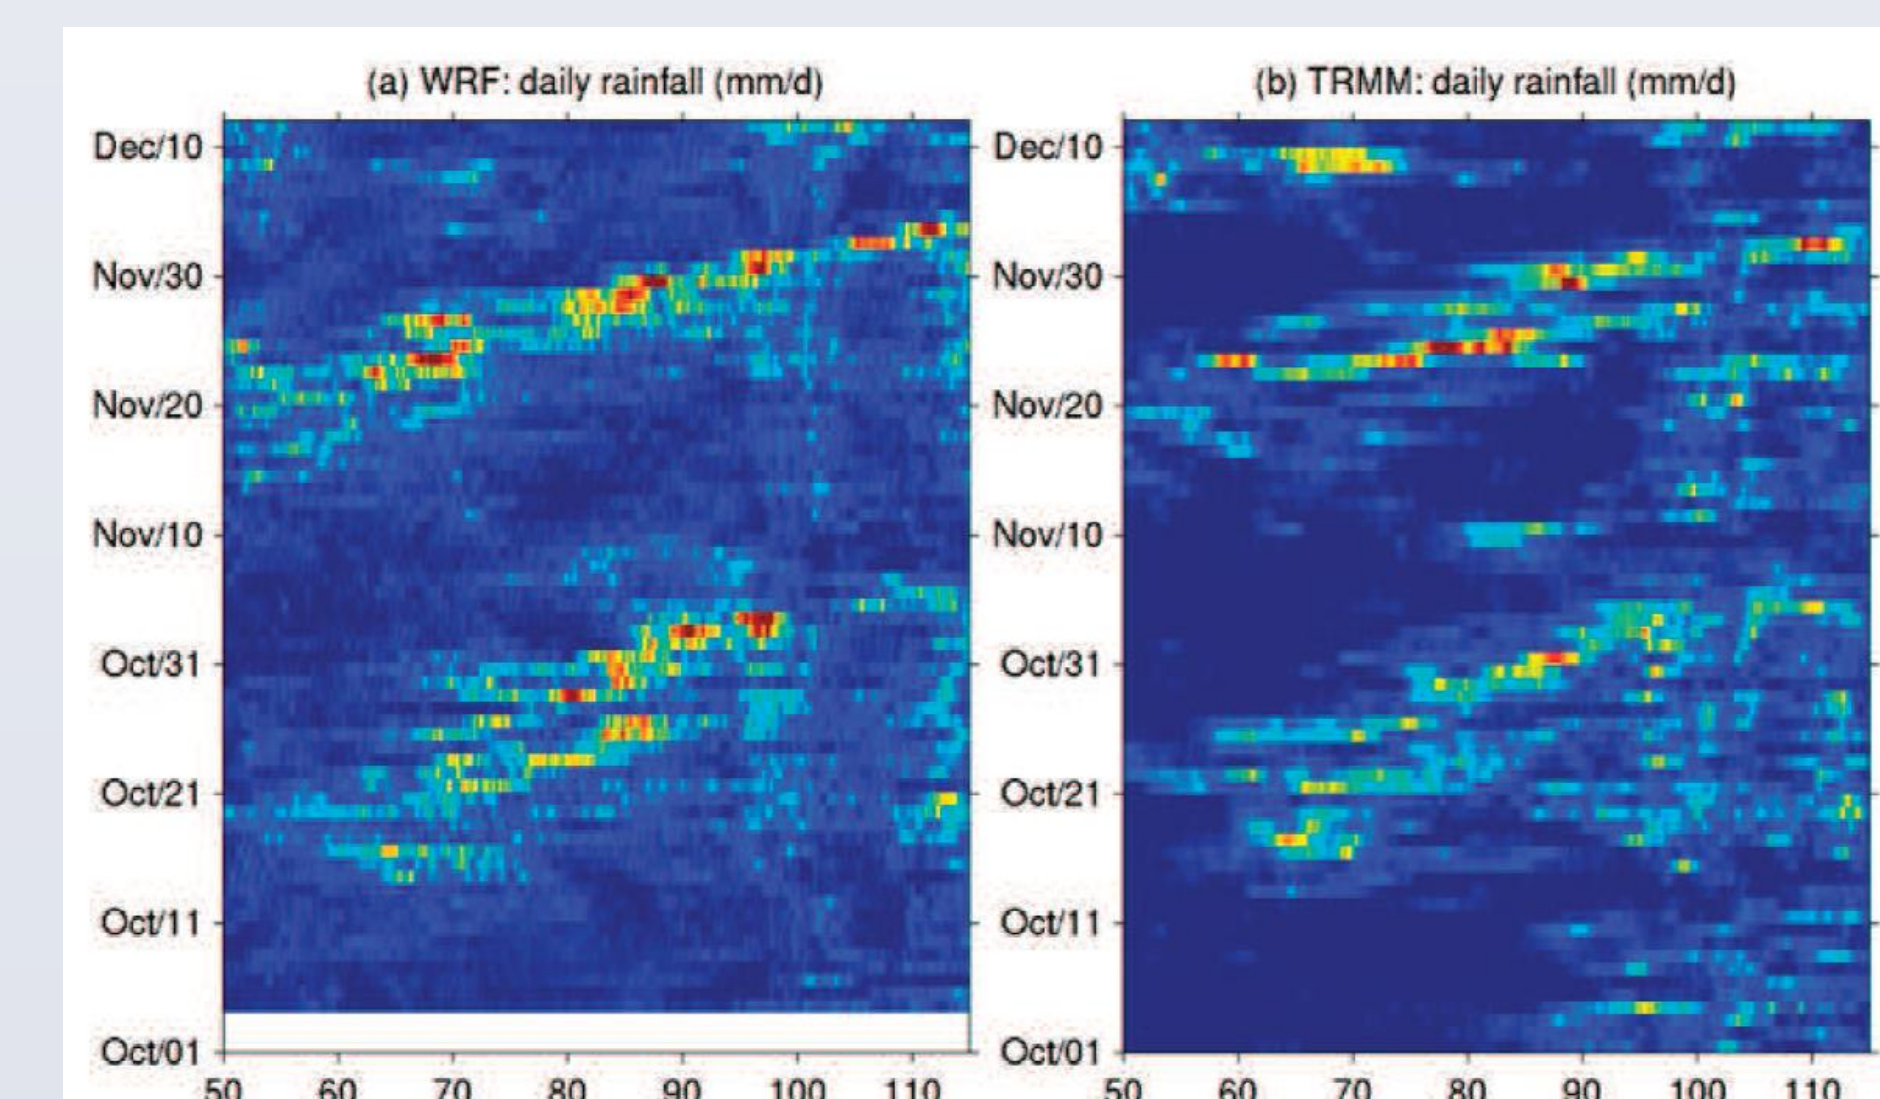 (a) WRF: daily rainfall (mm/d)
Dec/10
Nov/30
Nov/20
Nov/10
Oct/31
Oct/21
Oct/11
Oct/01
50 60 70 80 90 100 110
(b) TRMM: daily rainfall (mm/d)
Dec/10
Nov/30
Nov/20
Nov/10
Oct/31
Oct/21
Oct/11
Oct/01
50 60 70 80 90 100 110